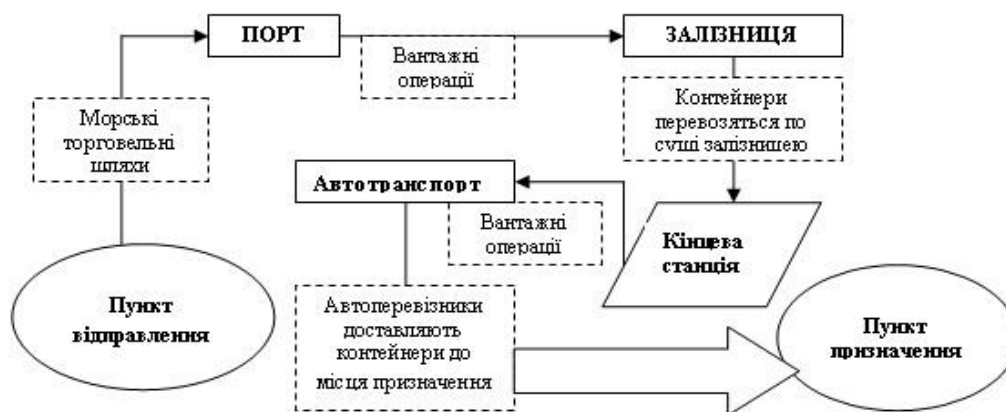 ПОРТ
Вантажні
операції
ЗАЛІЗНИЦЯ
Морські
торговельні
шляхи
Контейнери
перевозяться по
суші залізницею
Автотранспорт
Вантажні
операції
Кінцева
станція
Пункт
відправлення
Автоперевізники
доставляють
контейнери до
місця призначення
Пункт
призначення